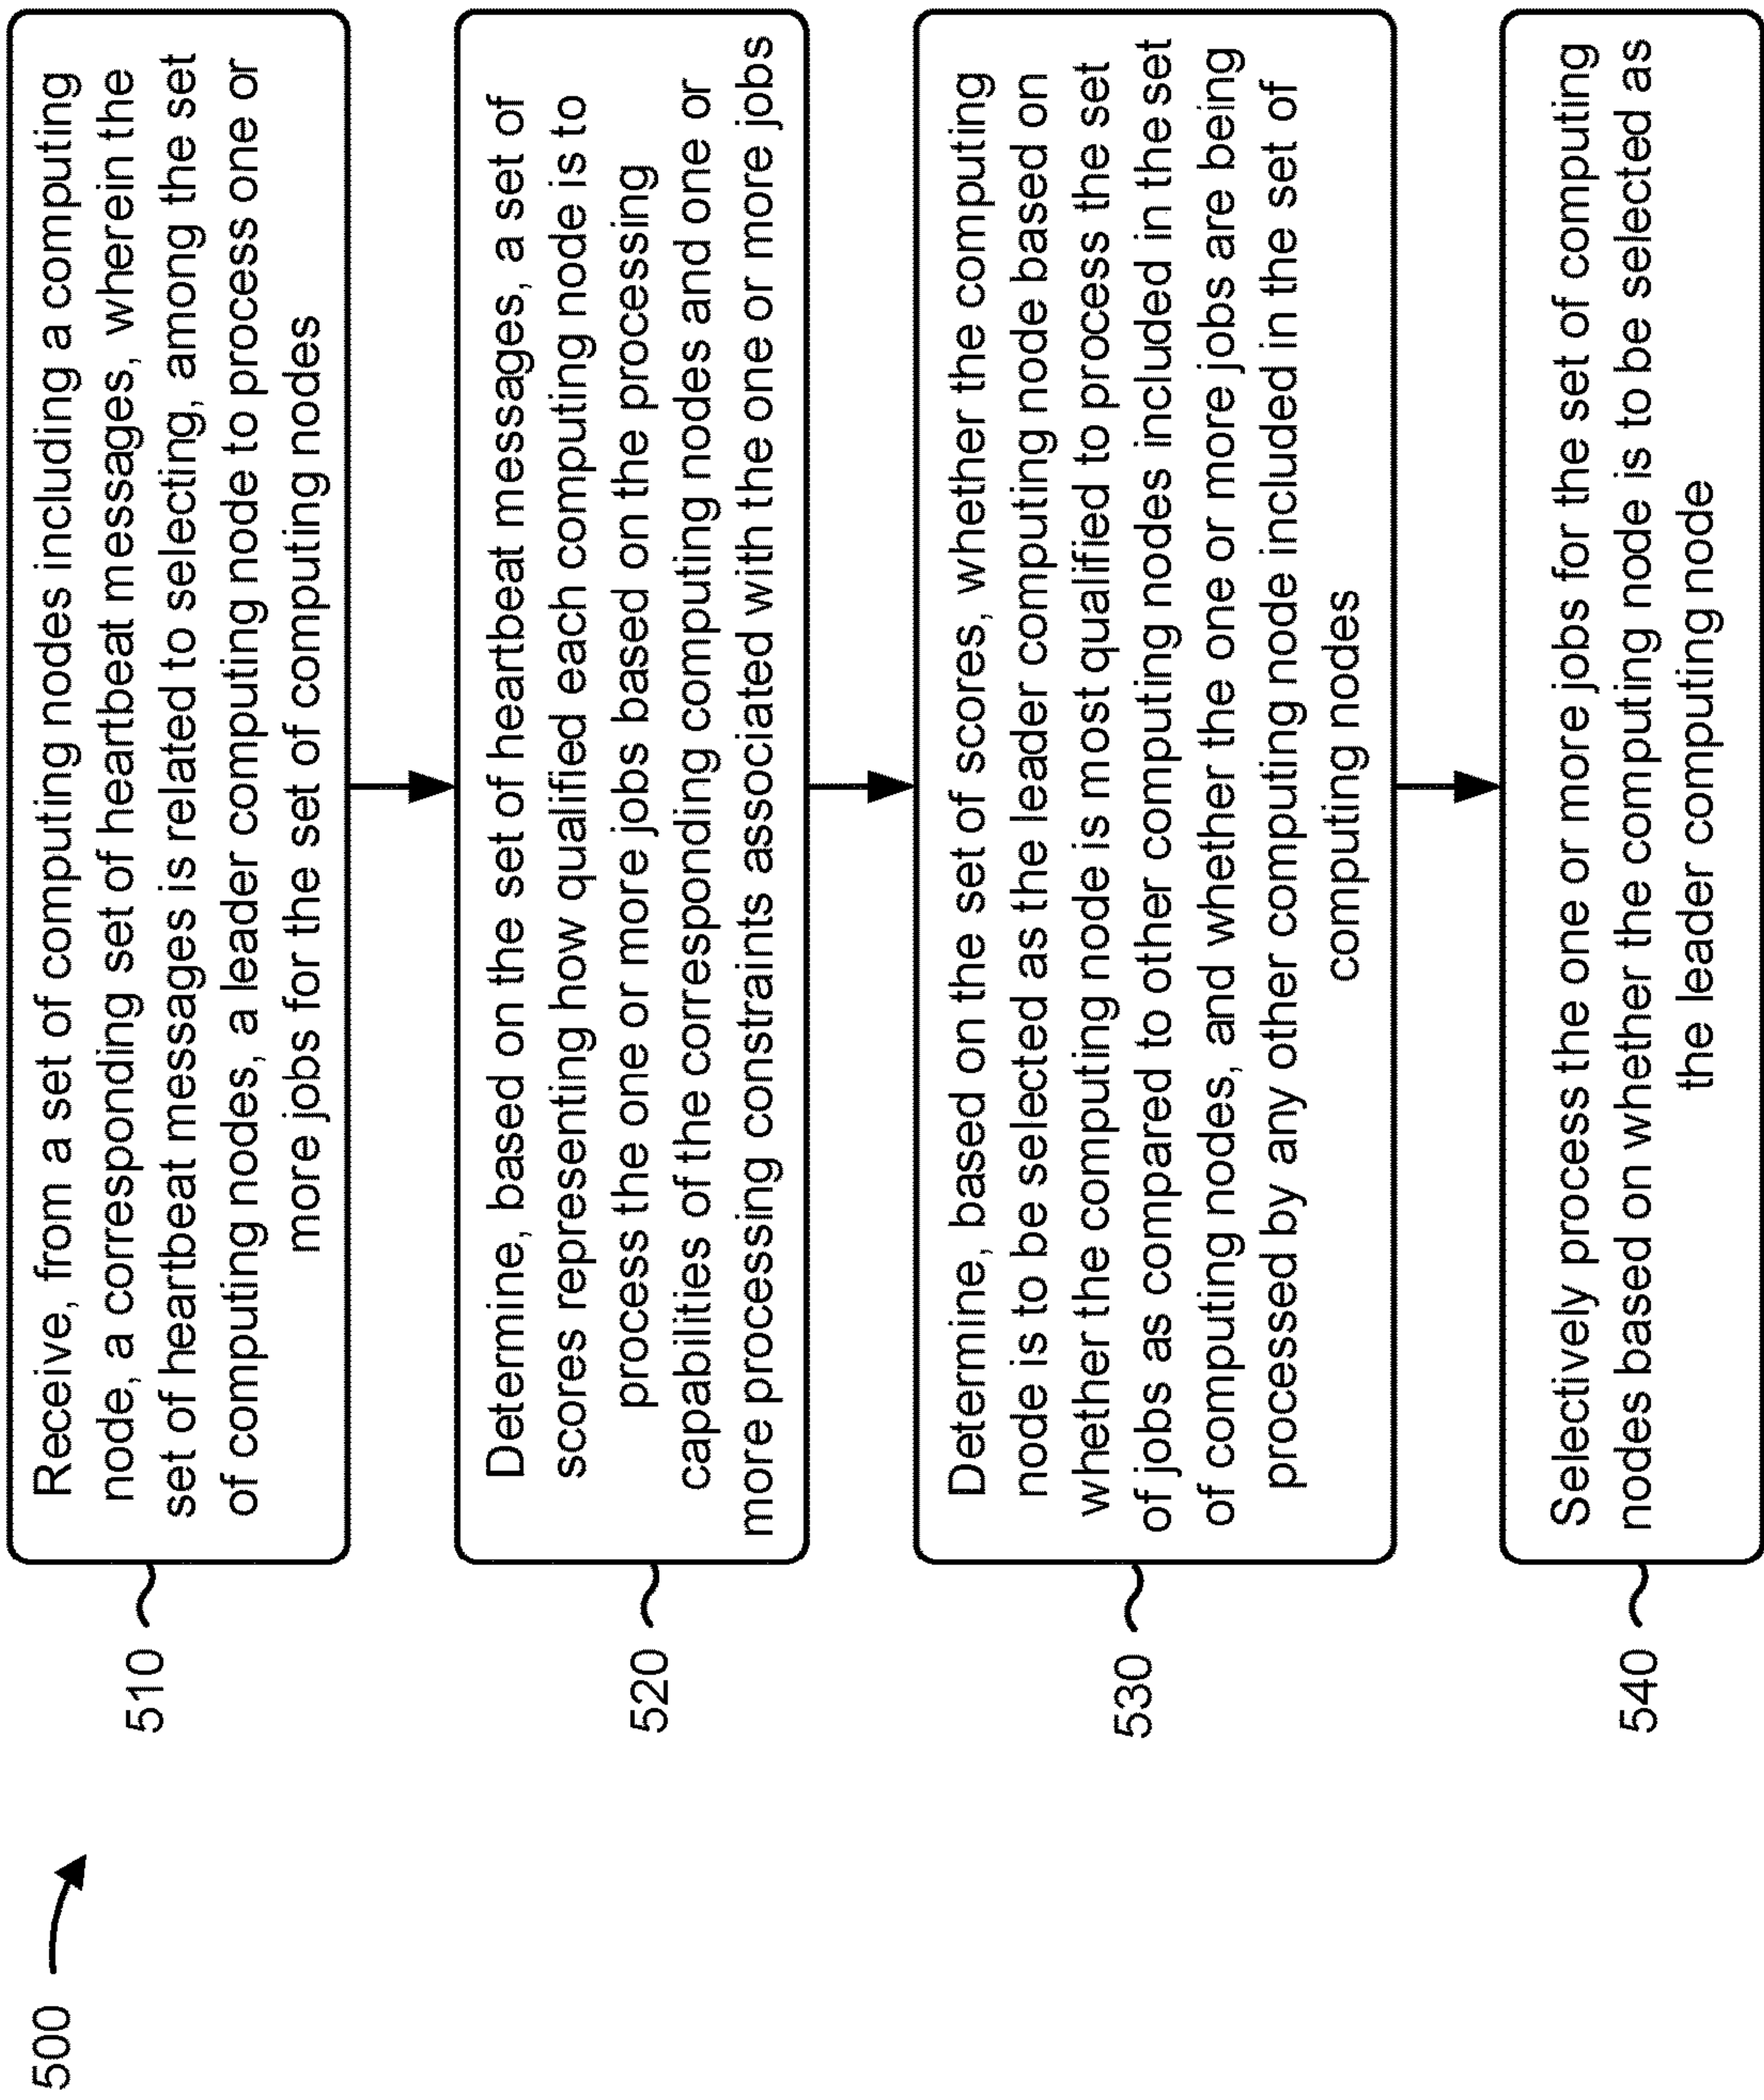 500
510
Receive, from a set of computing nodes including a computing
node, a corresponding set of heartbeat messages, wherein the
set of heartbeat messages is related to selecting, among the set
of computing nodes, a leader computing node to process one or
more jobs for the set of computing nodes
520
Determine, based on the set of heartbeat messages, a set of
scores representing how qualified each computing node is to
process the one or more jobs based on the processing
capabilities of the corresponding computing nodes and one or
more processing constraints associated with the one or more jobs
530
Determine, based on the set of scores, whether the computing
node is to be selected as the leader computing node based on
whether the computing node is most qualified to process the set
of jobs as compared to other computing nodes included in the set
of computing nodes, and whether the one or more jobs are being
processed by any other computing node included in the set of
computing nodes
540
Selectively process the one or more jobs for the set of computing
nodes based on whether the computing node is to be selected as
the leader computing node